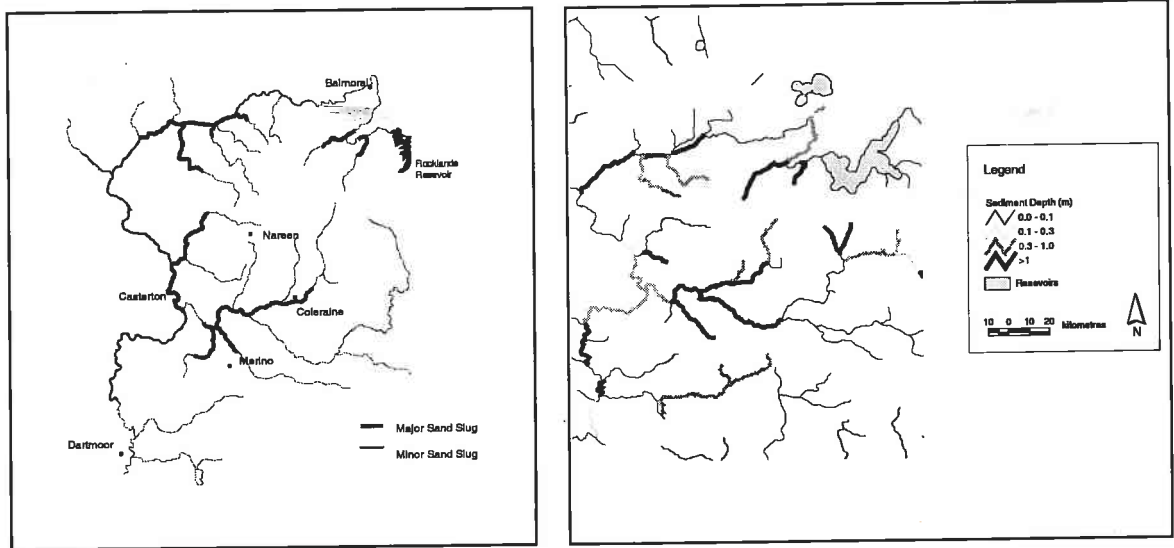 Balmoral
Rocklands
Reservoir
Nareen
Casterton
Coleraine
Merino
Dartmoor
Major Sand Slug
Minor Sand Slug
Legend
Sediment Depth (m)
0.0 - 0.1
0.1 - 0.3
0.3 - 1.0
>1
Resevoirs
10 0 10 20 kilometres
N